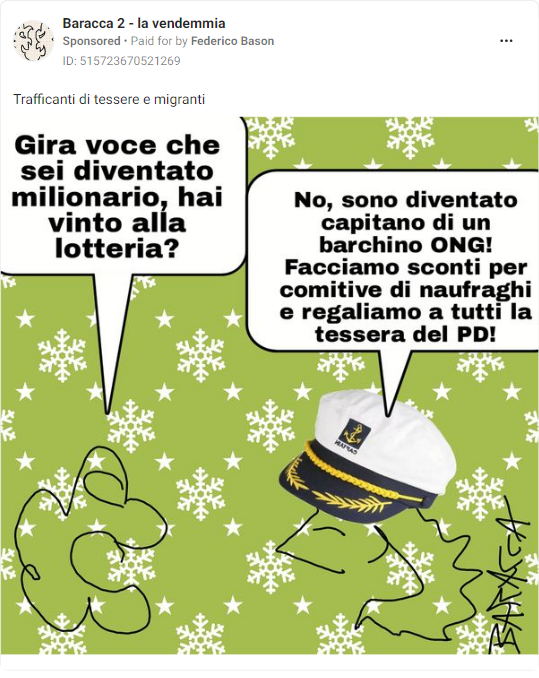 Baracca 2 - la vendemmia
Sponsored • Paid for by Federico Bason
ID: 515723670521269
Trafficanti di tessere e migranti
Gira voce che
sei diventato
milionario, hai
vinto alla
lotteria?
No, sono diventato
capitano di un
barchino ONG!
Facciamo sconti per
comitive di naufraghi
e regaliamo a tutti la
tessera del PD!
CAPTAIN
BARACCA